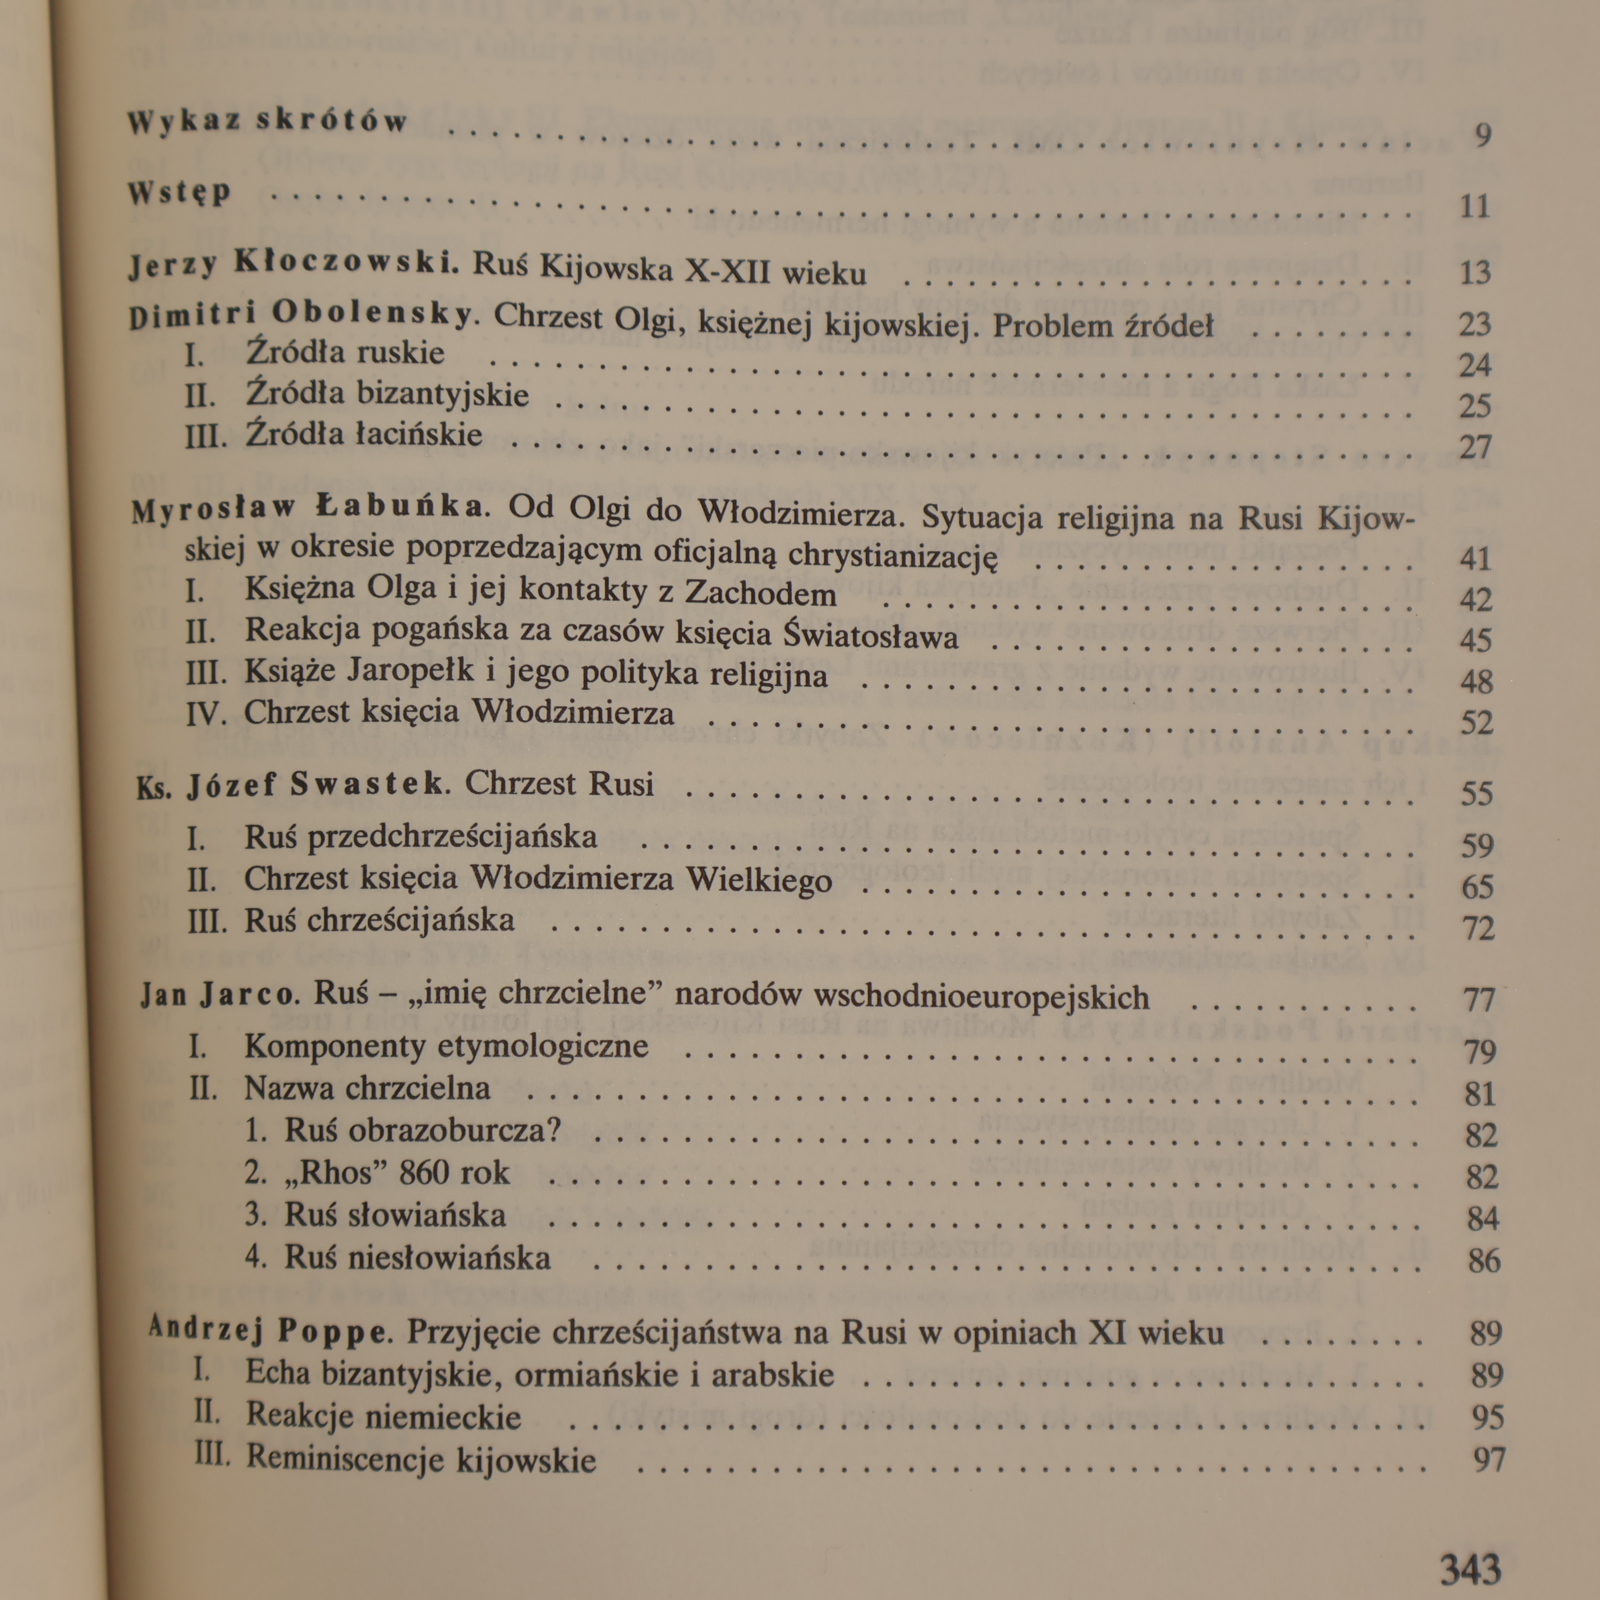 Wykaz skrótów . . . . . . . . . . . . . . . . . . . . . . . . . . . . . . . . . . . . . . . . . . . . 9
Wstęp . . . . . . . . . . . . . . . . . . . . . . . . . . . . . . . . . . . . . . . . . . . . . . . . . . . . 11
Jerzy Kłoczowski. Ruś Kijowska X-XII wieku . . . . . . . . . . . . . . . . . . . . . . . 13
Dimitri Obolensky. Chrzest Olgi, księżnej kijowskiej. Problem źródeł . . . . . . . . 23
I. Źródła ruskie . . . . . . . . . . . . . . . . . . . . . . . . . . . . . . . . . . . . . . . . . . 24
II. Źródła bizantyjskie . . . . . . . . . . . . . . . . . . . . . . . . . . . . . . . . . . . . . . . 25
III. Źródła łacińskie . . . . . . . . . . . . . . . . . . . . . . . . . . . . . . . . . . . . . . . . . 27
Myrosław Łabuńka. Od Olgi do Włodzimierza. Sytuacja religijna na Rusi Kijow-
skiej w okresie poprzedzającym oficjalną chrystianizację . . . . . . . . . . . . . . . . . . 41
I. Księżna Olga i jej kontakty z Zachodem . . . . . . . . . . . . . . . . . . . . . . . . 42
II. Reakcja pogańska za czasów księcia Światosława . . . . . . . . . . . . . . . . . . . 45
III. Książe Jaropełk i jego polityka religijna . . . . . . . . . . . . . . . . . . . . . . . . . 48
IV. Chrzest księcia Włodzimierza . . . . . . . . . . . . . . . . . . . . . . . . . . . . . . . . 52
Ks. Józef Swastek. Chrzest Rusi . . . . . . . . . . . . . . . . . . . . . . . . . . . . . . . . . 55
I. Ruś przedchrześcijańska . . . . . . . . . . . . . . . . . . . . . . . . . . . . . . . . . . . 59
II. Chrzest księcia Włodzimierza Wielkiego . . . . . . . . . . . . . . . . . . . . . . . . . 65
III. Ruś chrześcijańska . . . . . . . . . . . . . . . . . . . . . . . . . . . . . . . . . . . . . . . 72
Jan Jarco. Ruś – „imię chrzcielne” narodów wschodnioeuropejskich . . . . . . . . . . . 77
I. Komponenty etymologiczne . . . . . . . . . . . . . . . . . . . . . . . . . . . . . . . . . 79
II. Nazwa chrzcielna . . . . . . . . . . . . . . . . . . . . . . . . . . . . . . . . . . . . . . . . 81
1. Ruś obrazoburcza? . . . . . . . . . . . . . . . . . . . . . . . . . . . . . . . . . . . . . 82
2. „Rhos” 860 rok . . . . . . . . . . . . . . . . . . . . . . . . . . . . . . . . . . . . . . . 82
3. Ruś słowiańska . . . . . . . . . . . . . . . . . . . . . . . . . . . . . . . . . . . . . . . 84
4. Ruś niesłowiańska . . . . . . . . . . . . . . . . . . . . . . . . . . . . . . . . . . . . . 86
Andrzej Poppe. Przyjęcie chrześcijaństwa na Rusi w opiniach XI wieku . . . . . . . . 89
I. Echa bizantyjskie, ormiańskie i arabskie . . . . . . . . . . . . . . . . . . . . . . . . . 89
II. Reakcje niemieckie . . . . . . . . . . . . . . . . . . . . . . . . . . . . . . . . . . . . . . . 95
III. Reminiscencje kijowskie . . . . . . . . . . . . . . . . . . . . . . . . . . . . . . . . . . . 97
343